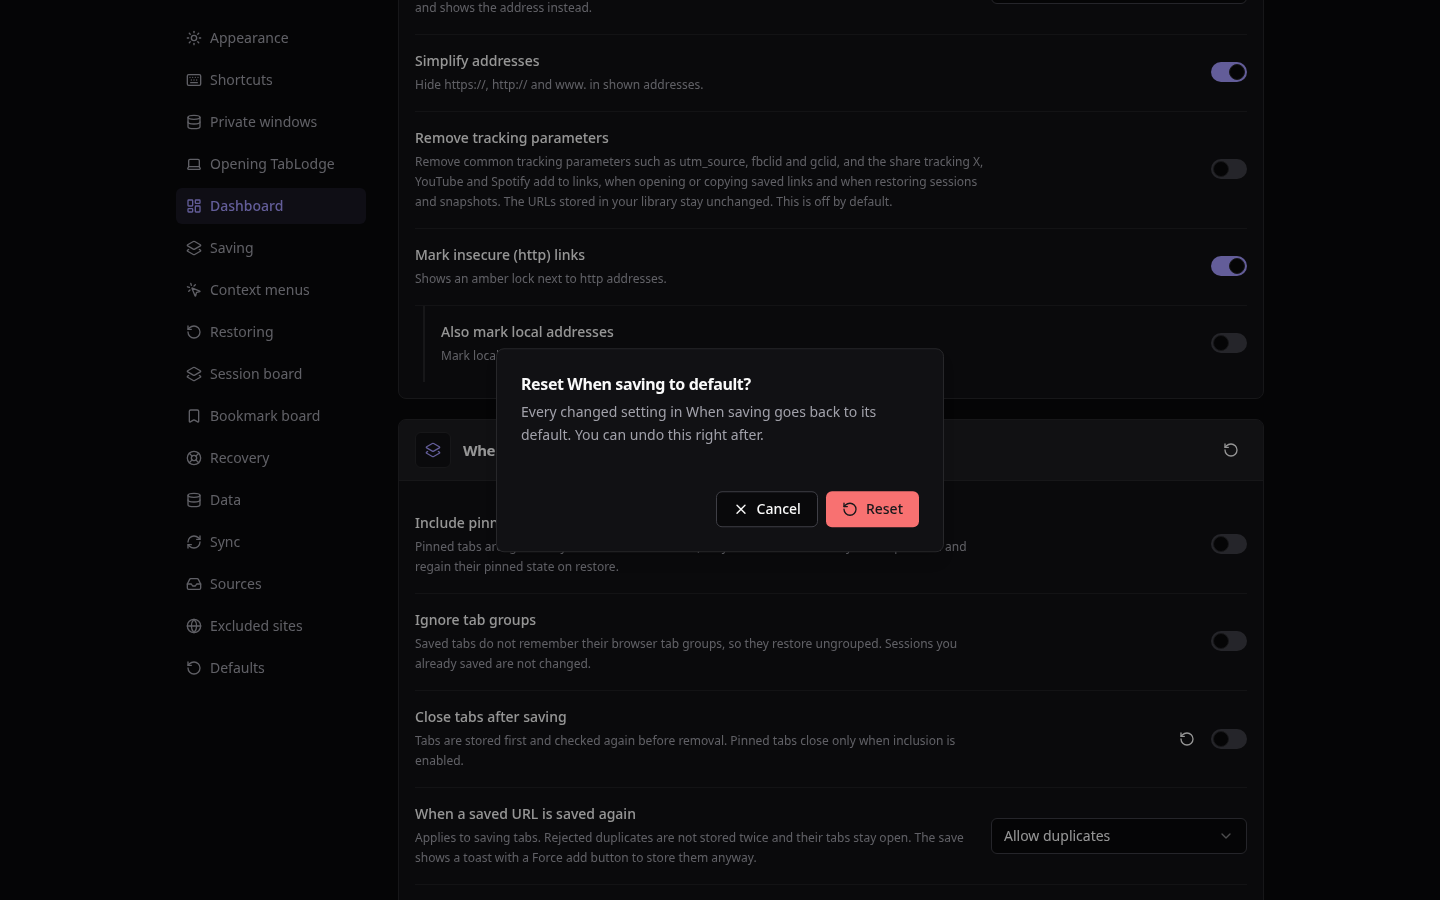 and shows the address instead.
Appearance
Shortcuts
Private windows
Opening TabLodge
Dashboard
Saving
Context menus
Restoring
Session board
Bookmark board
Recovery
Data
Sync
Sources
Excluded sites
Defaults
Simplify addresses
Hide https://, http:// and www. in shown addresses.
Remove tracking parameters
Remove common tracking parameters such as utm_source, fbclid and gclid, and the share tracking X,
YouTube and Spotify add to links, when opening or copying saved links and when restoring sessions
and snapshots. The URLs stored in your library stay unchanged. This is off by default.
Mark insecure (http) links
Shows an amber lock next to http addresses.
Also mark local addresses
Mark local
Reset When saving to default?
Every changed setting in When saving goes back to its
default. You can undo this right after.
Cancel
Reset
Whe
Include pinn
Pinned tabs are
and
regain their pinned state on restore.
Ignore tab groups
Saved tabs do not remember their browser tab groups, so they restore ungrouped. Sessions you
already saved are not changed.
Close tabs after saving
Tabs are stored first and checked again before removal. Pinned tabs close only when inclusion is
enabled.
When a saved URL is saved again
Applies to saving tabs. Rejected duplicates are not stored twice and their tabs stay open. The save
shows a toast with a Force add button to store them anyway.
Allow duplicates